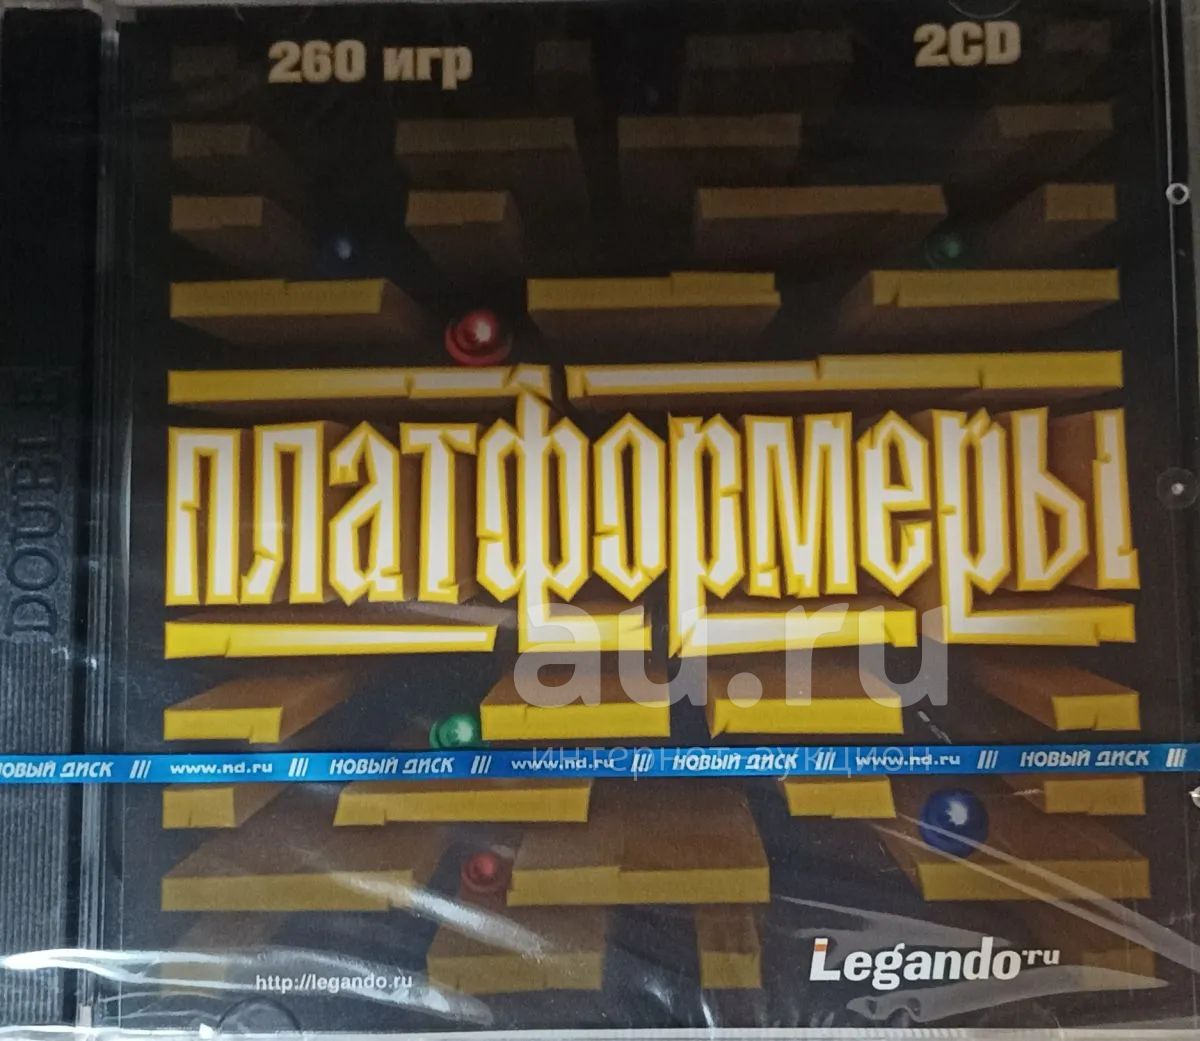 260 игр
2CD
DOUBLE
платформеры
au.ru
интернет-аукцион
НОВЫЙ ДИСК /// www.nd.ru /// НОВЫЙ ДИСК /// www.nd.ru /// НОВЫЙ ДИСК /// www.nd.ru /// НОВЫЙ ДИСК ///
http://legando.ru
Legando.ru